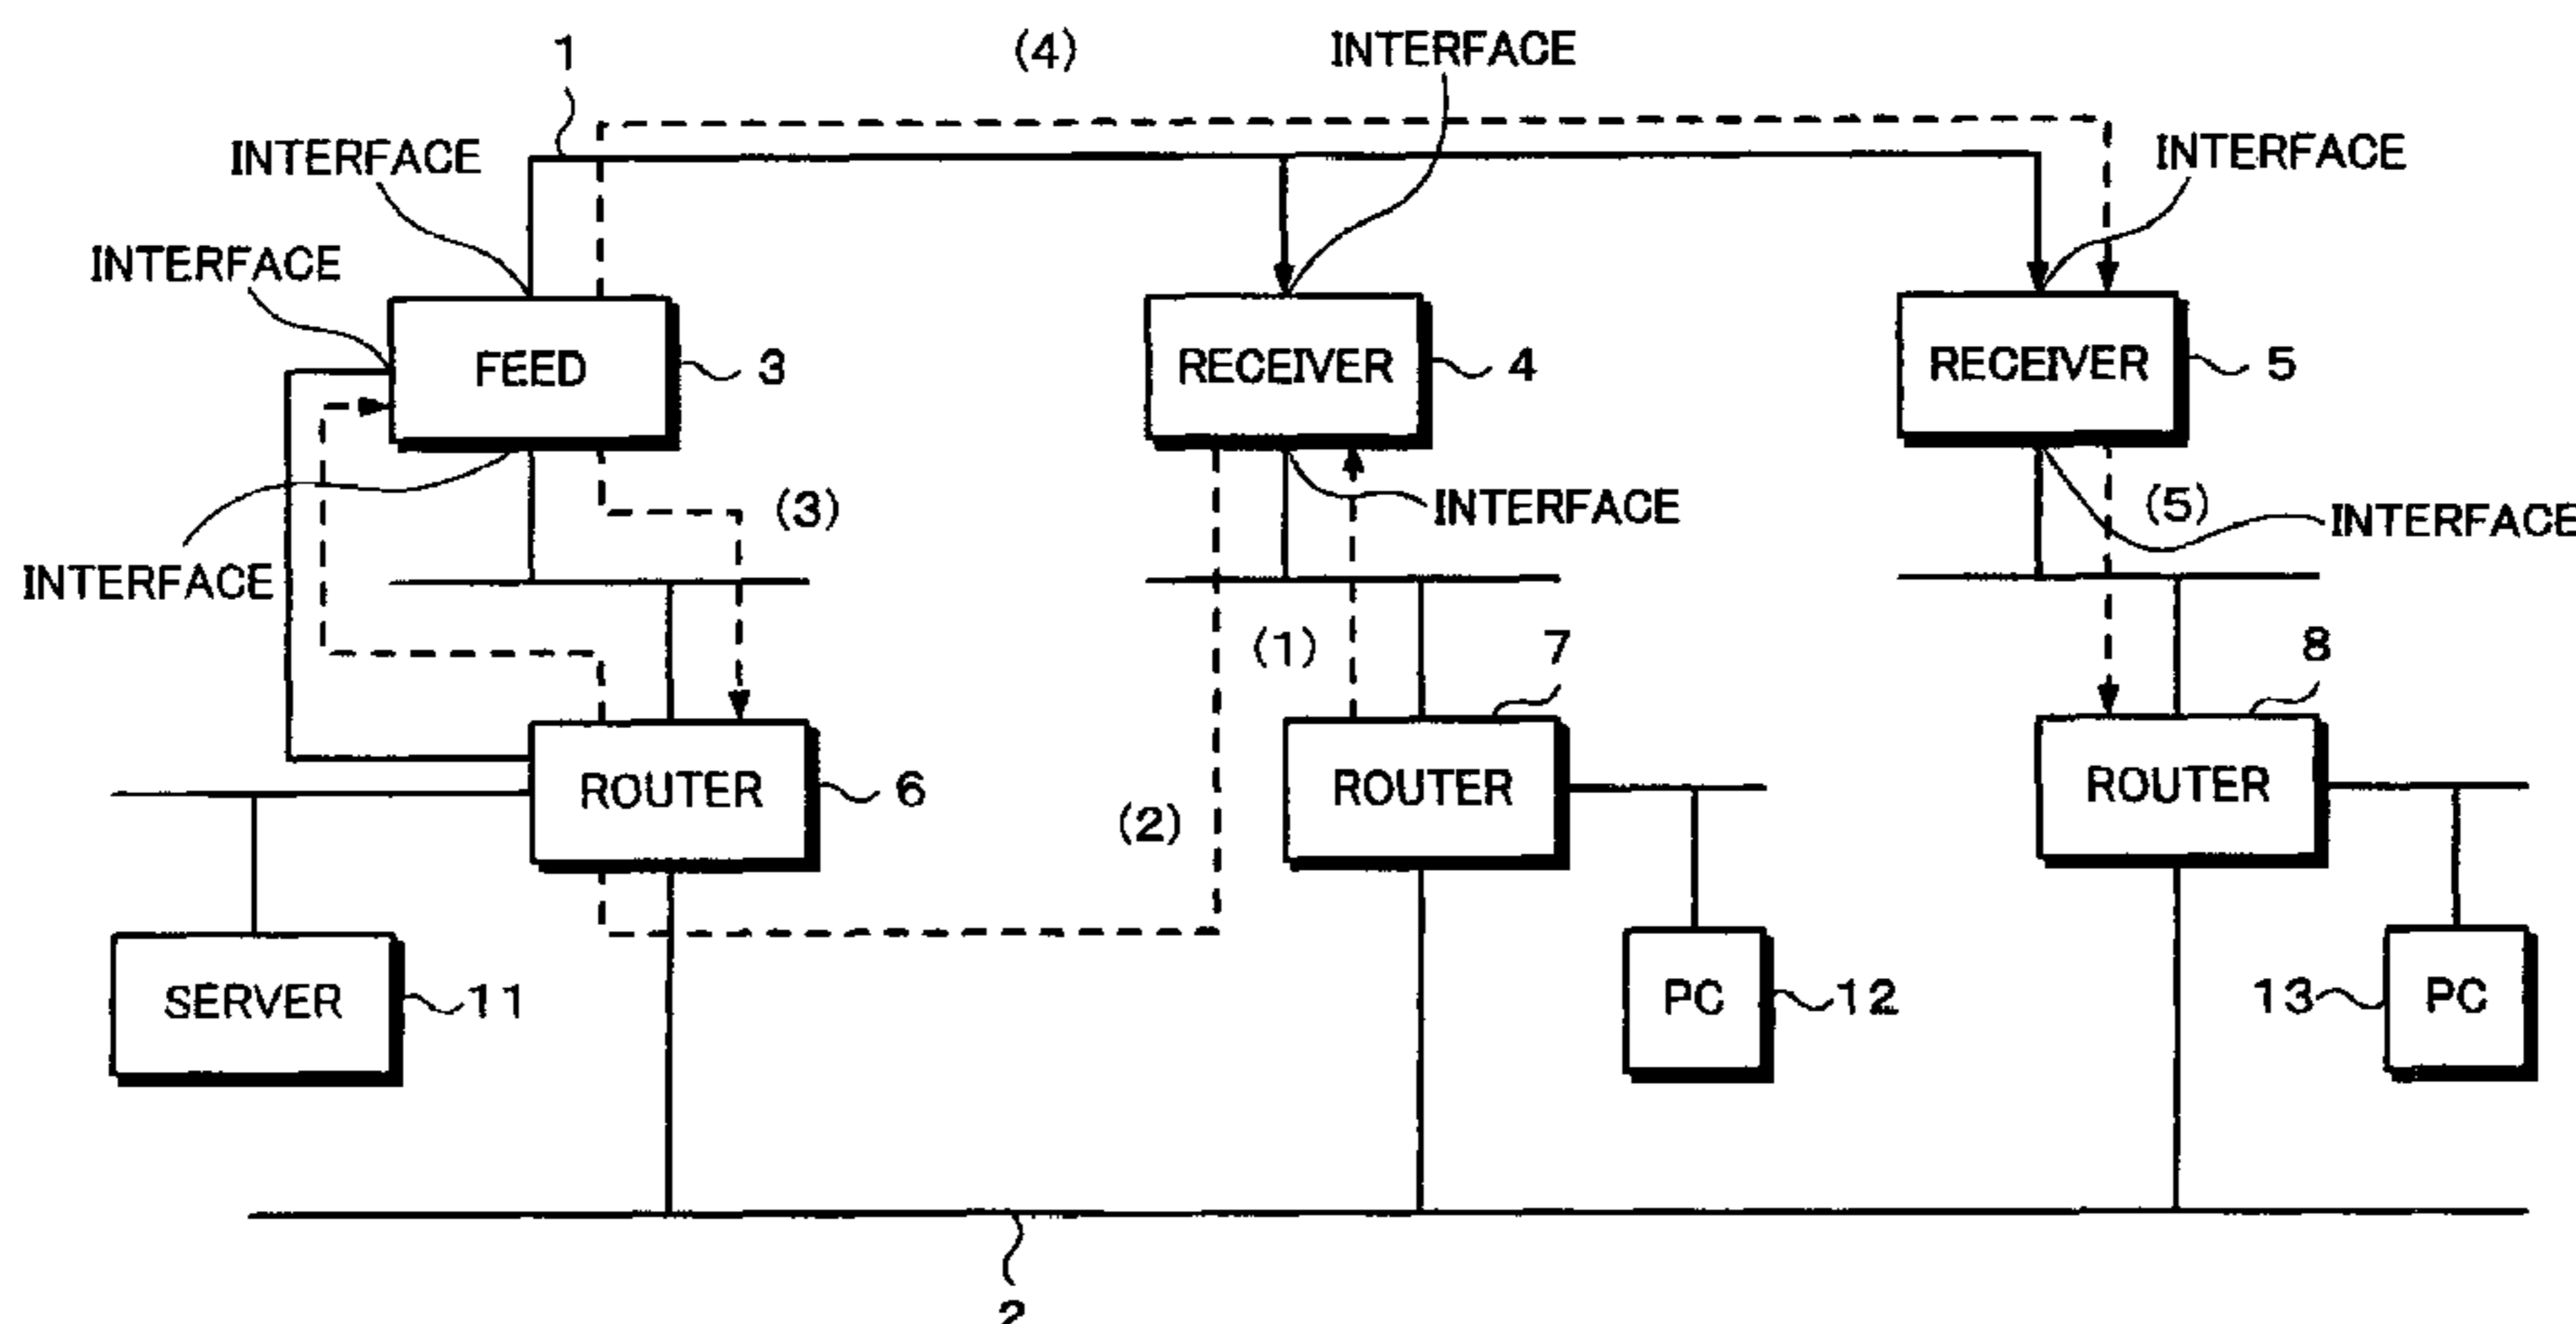 1 (4) INTERFACE
INTERFACE INTERFACE
INTERFACE
FEED 3 RECEIVER 4 RECEIVER 5
(3) INTERFACE (5) INTERFACE
INTERFACE
(1) 7 8
ROUTER 6 (2) ROUTER ROUTER
SERVER 11 PC 12 13 PC
2